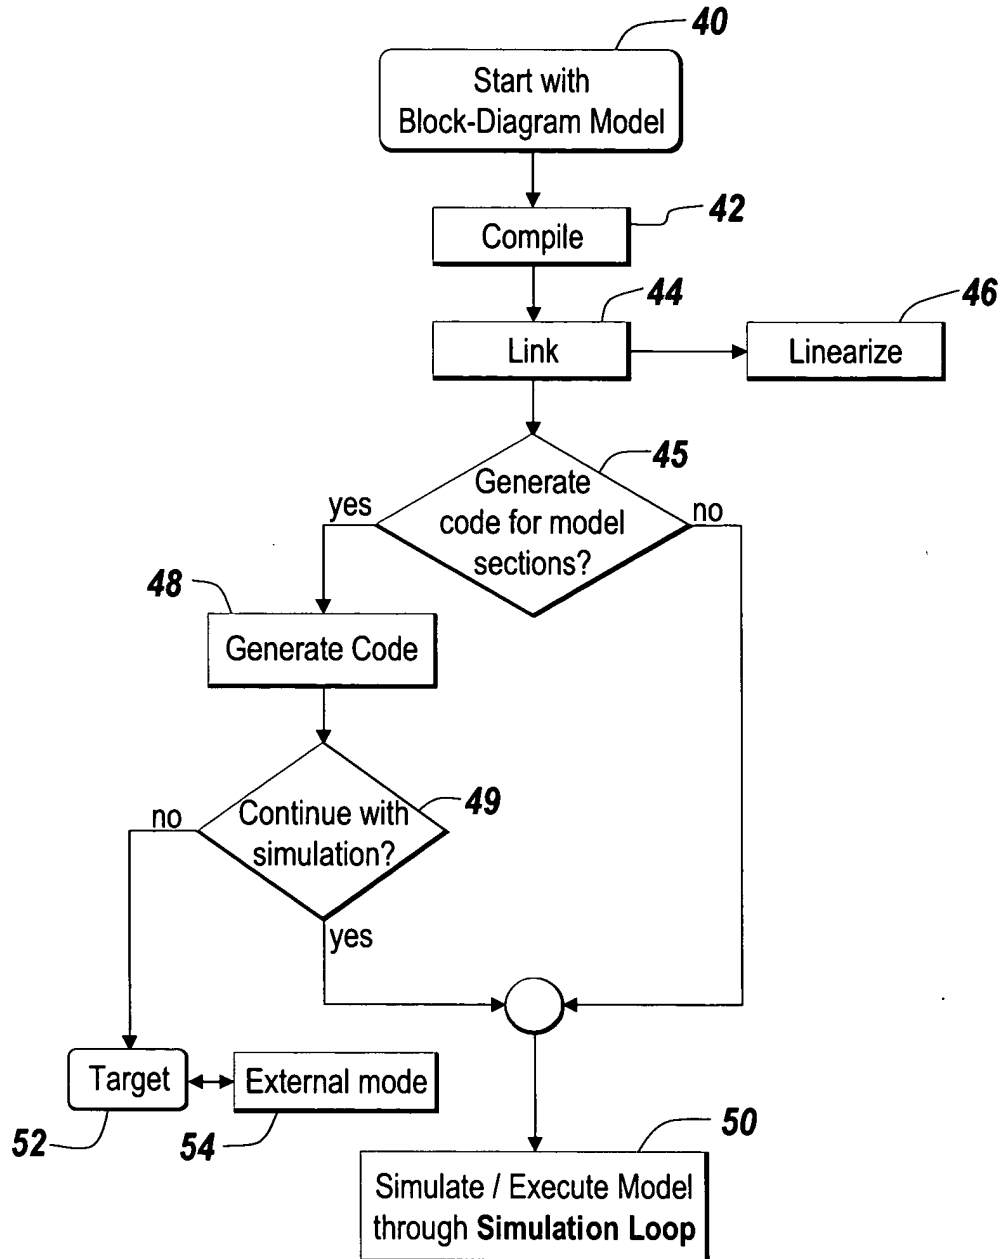 40
Start with
Block-Diagram Model
42
Compile
44
46
Link
Linearize
45
Generate
code for model
sections?
yes
no
48
Generate Code
49
Continue with
simulation?
no
yes
Target
External mode
52
54
50
Simulate / Execute Model
through Simulation Loop